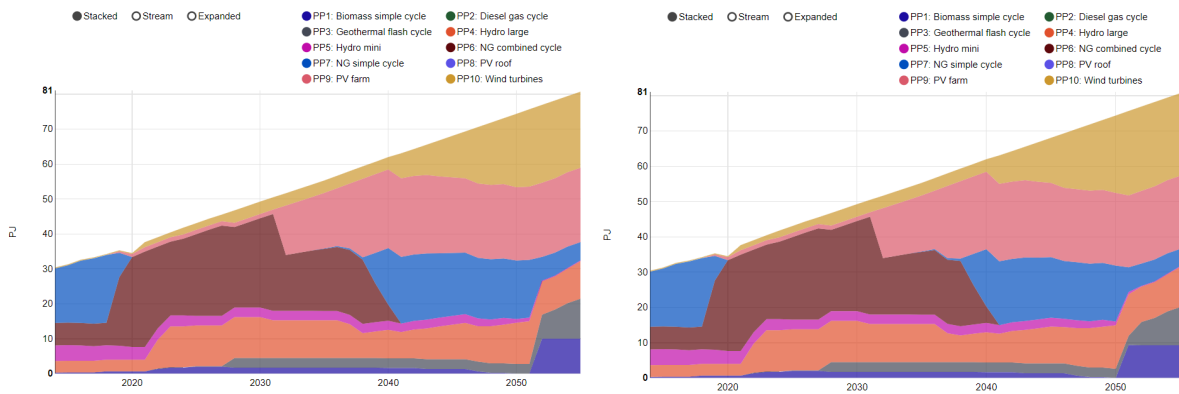 Stacked Stream Expanded
PP1: Biomass simple cycle PP2: Diesel gas cycle
PP3: Geothermal flash cycle PP4: Hydro large
PP5: Hydro mini PP6: NG combined cycle
PP7: NG simple cycle PP8: PV roof
PP9: PV farm PP10: Wind turbines
81
70
60
50
40
PJ
30
20
10
0
2020 2030 2040 2050
Stacked Stream Expanded
PP1: Biomass simple cycle PP2: Diesel gas cycle
PP3: Geothermal flash cycle PP4: Hydro large
PP5: Hydro mini PP6: NG combined cycle
PP7: NG simple cycle PP8: PV roof
PP9: PV farm PP10: Wind turbines
81
70
60
50
40
PJ
30
20
10
0
2020 2030 2040 2050